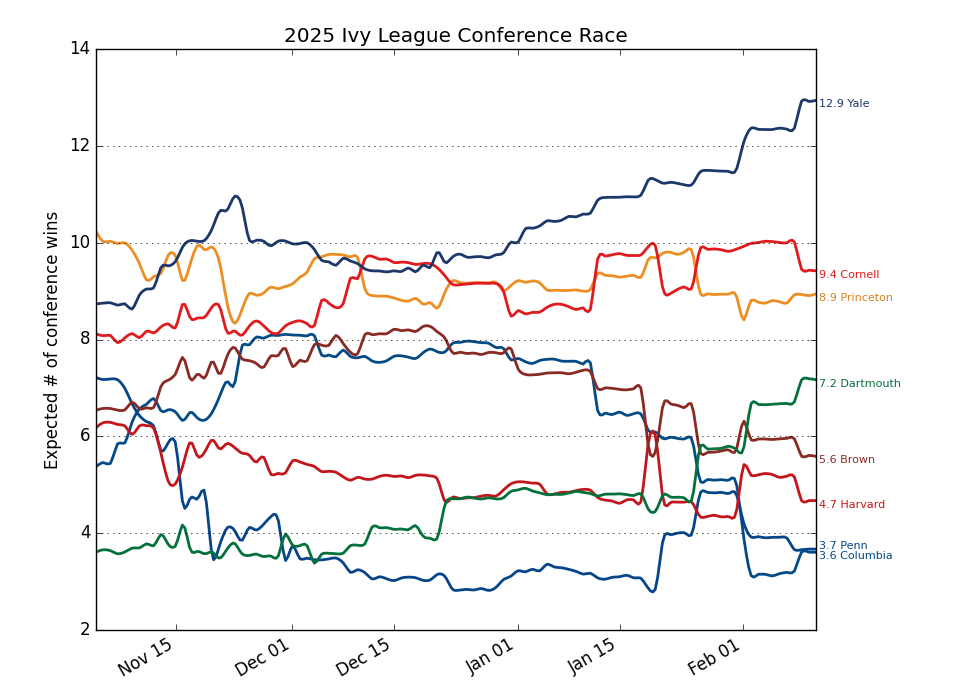 2025 Ivy League Conference Race
Expected # of conference wins
14
12
10
8
6
4
2
Nov 15
Dec 01
Dec 15
Jan 01
Jan 15
Feb 01
12.9 Yale
9.4 Cornell
8.9 Princeton
7.2 Dartmouth
5.6 Brown
4.7 Harvard
3.7 Penn
3.6 Columbia